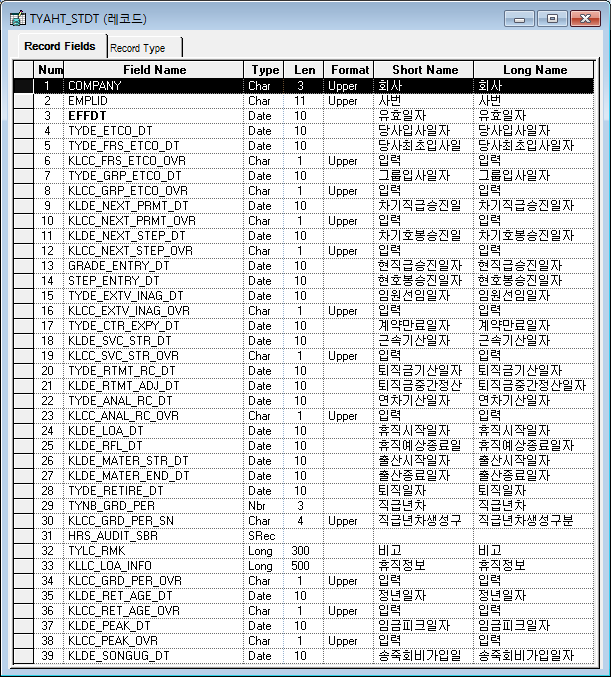 TYAHT_STDT (레코드)
Record Fields Record Type
Num Field Name Type Len Format Short Name Long Name
1 COMPANY Char 3 Upper 회사 회사
2 EMPLID Char 11 Upper 사번 사번
3 EFFDT Date 10 유효일자 유효일자
4 TYDE_ETCO_DT Date 10 당사입사일자 당사입사일자
5 TYDE_FRS_ETCO_DT Date 10 당사최초입사일 당사최초입사일자
6 KLCC_FRS_ETCO_OVR Char 1 Upper 입력 입력
7 TYDE_GRP_ETCO_DT Date 10 그룹입사일자 그룹입사일자
8 KLCC_GRP_ETCO_OVR Char 1 Upper 입력 입력
9 KLDE_NEXT_PRMT_DT Date 10 차기직급승진일 차기직급승진일자
10 KLCC_NEXT_PRMT_OVR Char 1 Upper 입력 입력
11 KLDE_NEXT_STEP_DT Date 10 차기호봉승진일 차기호봉승진일자
12 KLCC_NEXT_STEP_OVR Char 1 Upper 입력 입력
13 GRADE_ENTRY_DT Date 10 현직급승진일자 현직급승진일자
14 STEP_ENTRY_DT Date 10 현호봉승진일자 현호봉승진일자
15 TYDE_EXTV_INAG_DT Date 10 임원선임일자 임원선임일자
16 KLCC_EXTV_INAG_OVR Char 1 Upper 입력 입력
17 TYDE_CTR_EXPY_DT Date 10 계약만료일자 계약만료일자
18 KLDE_SVC_STR_DT Date 10 근속기산일자 근속기산일자
19 KLCC_SVC_STR_OVR Char 1 Upper 입력 입력
20 TYDE_RTMT_RC_DT Date 10 퇴직금기산일자 퇴직금기산일자
21 KLDE_RTMT_ADJ_DT Date 10 퇴직금중간정산 퇴직금중간정산일자
22 TYDE_ANAL_RC_DT Date 10 연차기산일자 연차기산일자
23 KLCC_ANAL_RC_OVR Char 1 Upper 입력 입력
24 KLDE_LOA_DT Date 10 휴직시작일자 휴직시작일자
25 KLDE_RFL_DT Date 10 휴직예상종료일 휴직예상종료일자
26 KLDE_MATER_STR_DT Date 10 출산시작일자 출산시작일자
27 KLDE_MATER_END_DT Date 10 출산종료일자 출산종료일자
28 TYDE_RETIRE_DT Date 10 퇴직일자 퇴직일자
29 TYNB_GRD_PER Nbr 3 직급년차 직급년차
30 KLCC_GRD_PER_SN Char 4 Upper 직급년차생성구 직급년차생성구분
31 HRS_AUDIT_SBR SRec
32 TYLC_RMK Long 300 비고 비고
33 KLLC_LOA_INFO Long 500 휴직정보 휴직정보
34 KLCC_GRD_PER_OVR Char 1 Upper 입력 입력
35 KLDE_RET_AGE_DT Date 10 정년일자 정년일자
36 KLCC_RET_AGE_OVR Char 1 Upper 입력 입력
37 KLDE_PEAK_DT Date 10 임금피크일자 임금피크일자
38 KLCC_PEAK_OVR Char 1 Upper 입력 입력
39 KLDE_SONGUG_DT Date 10 송죽회비가입일 송죽회비가입일자